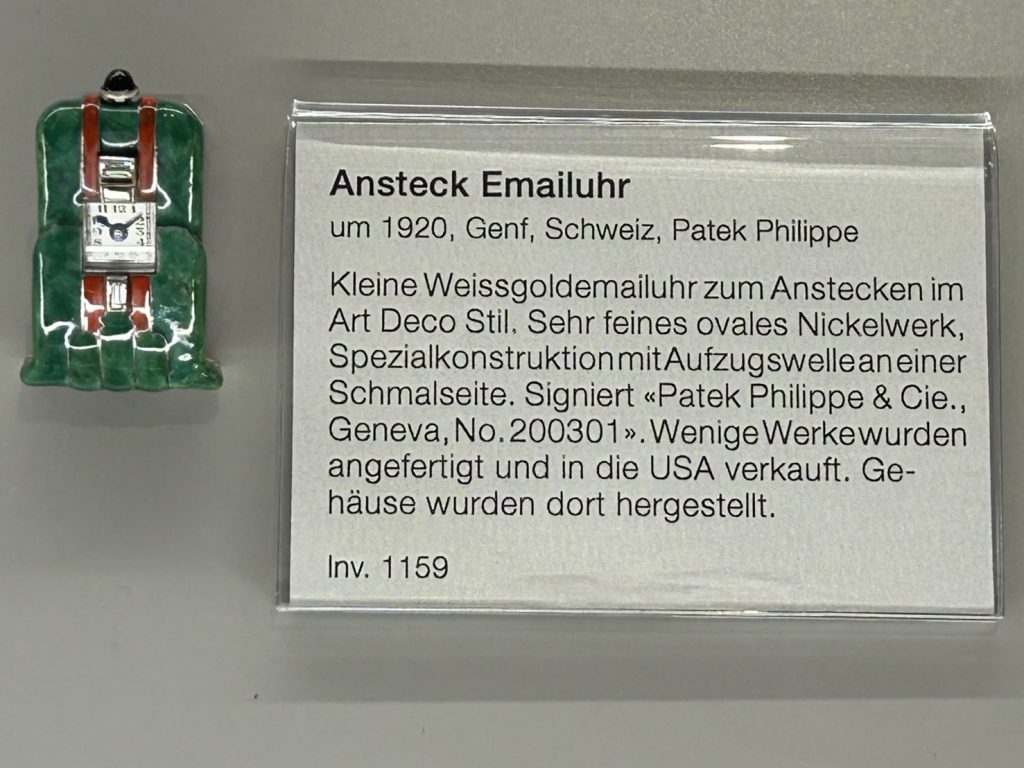 Ansteck Emailuhr
um 1920, Genf, Schweiz, Patek Philippe
Kleine Weissgoldemailuhr zum Anstecken im
Art Deco Stil. Sehr feines ovales Nickelwerk,
Spezialkonstruktion mit Aufzugswelle an einer
Schmalseite. Signiert «Patek Philippe & Cie.,
Geneva, No. 200301». Wenige Werke wurden
angefertigt und in die USA verkauft. Ge-
häuse wurden dort hergestellt.
Inv. 1159